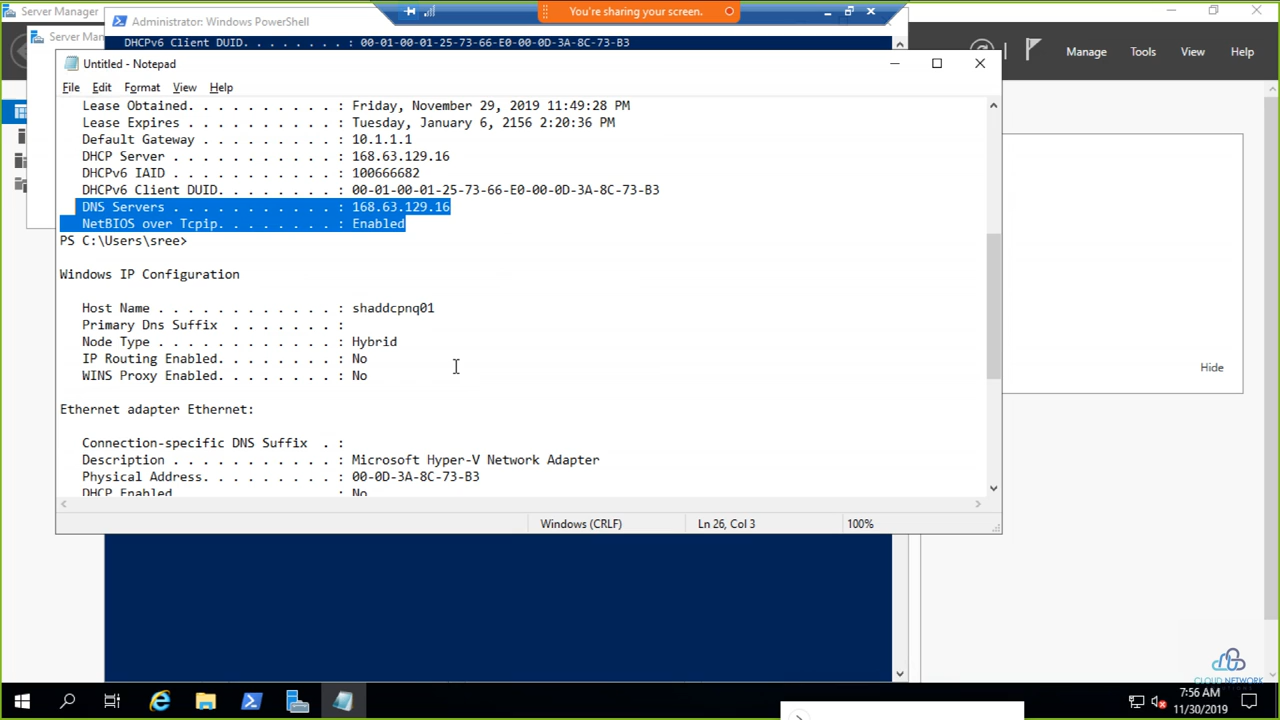 Server Manager
Administrator: Windows PowerShell
You're sharing your screen.
Server Man
DHCPv6 Client DUID. . . . . . . . : 00-01-00-01-25-73-66-E0-00-0D-3A-8C-73-B3
Manage Tools View Help
Untitled - Notepad
File Edit Format View Help
Lease Obtained. . . . . . . . . . : Friday, November 29, 2019 11:49:28 PM
Lease Expires . . . . . . . . . . : Tuesday, January 6, 2156 2:20:36 PM
Default Gateway . . . . . . . . . : 10.1.1.1
DHCP Server . . . . . . . . . . . : 168.63.129.16
DHCPv6 IAID . . . . . . . . . . . : 100666682
DHCPv6 Client DUID. . . . . . . . : 00-01-00-01-25-73-66-E0-00-0D-3A-8C-73-B3
DNS Servers . . . . . . . . . . . : 168.63.129.16
NetBIOS over Tcpip. . . . . . . . : Enabled
PS C:\Users\sree>
Windows IP Configuration
Host Name . . . . . . . . . . . . : shaddcpnq01
Primary Dns Suffix . . . . . . . :
Node Type . . . . . . . . . . . . : Hybrid
IP Routing Enabled. . . . . . . . : No
WINS Proxy Enabled. . . . . . . . : No
Hide
Ethernet adapter Ethernet:
Connection-specific DNS Suffix . :
Description . . . . . . . . . . . : Microsoft Hyper-V Network Adapter
Physical Address. . . . . . . . . : 00-0D-3A-8C-73-B3
DHCP Enabled. . . . . . . . . . . : No
Windows (CRLF) Ln 26, Col 3 100%
CLOUD NETWORK
7:56 AM
11/30/2019